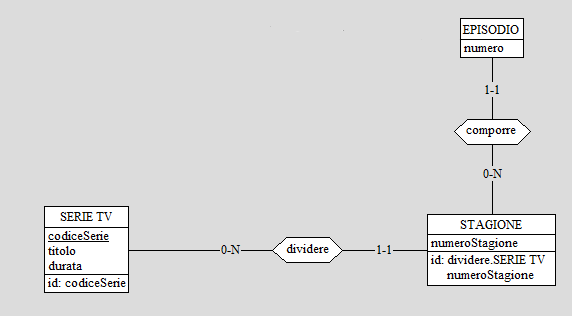 EPISODIO
numero
1-1
comporre
0-N
SERIE TV
codiceSerie
titolo
durata
id: codiceSerie
0-N
dividere
1-1
STAGIONE
numeroStagione
id: dividere.SERIE TV
numeroStagione